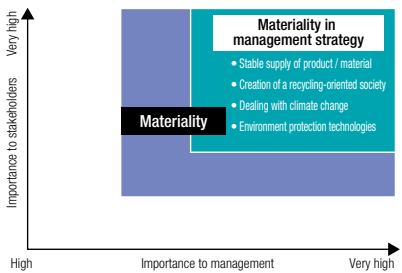 Very high
Importance to stakeholders
Materiality in
management strategy
• Stable supply of product / material
• Creation of a recycling-oriented society
• Dealing with climate change
• Environment protection technologies
Materiality
High
Importance to management
Very high